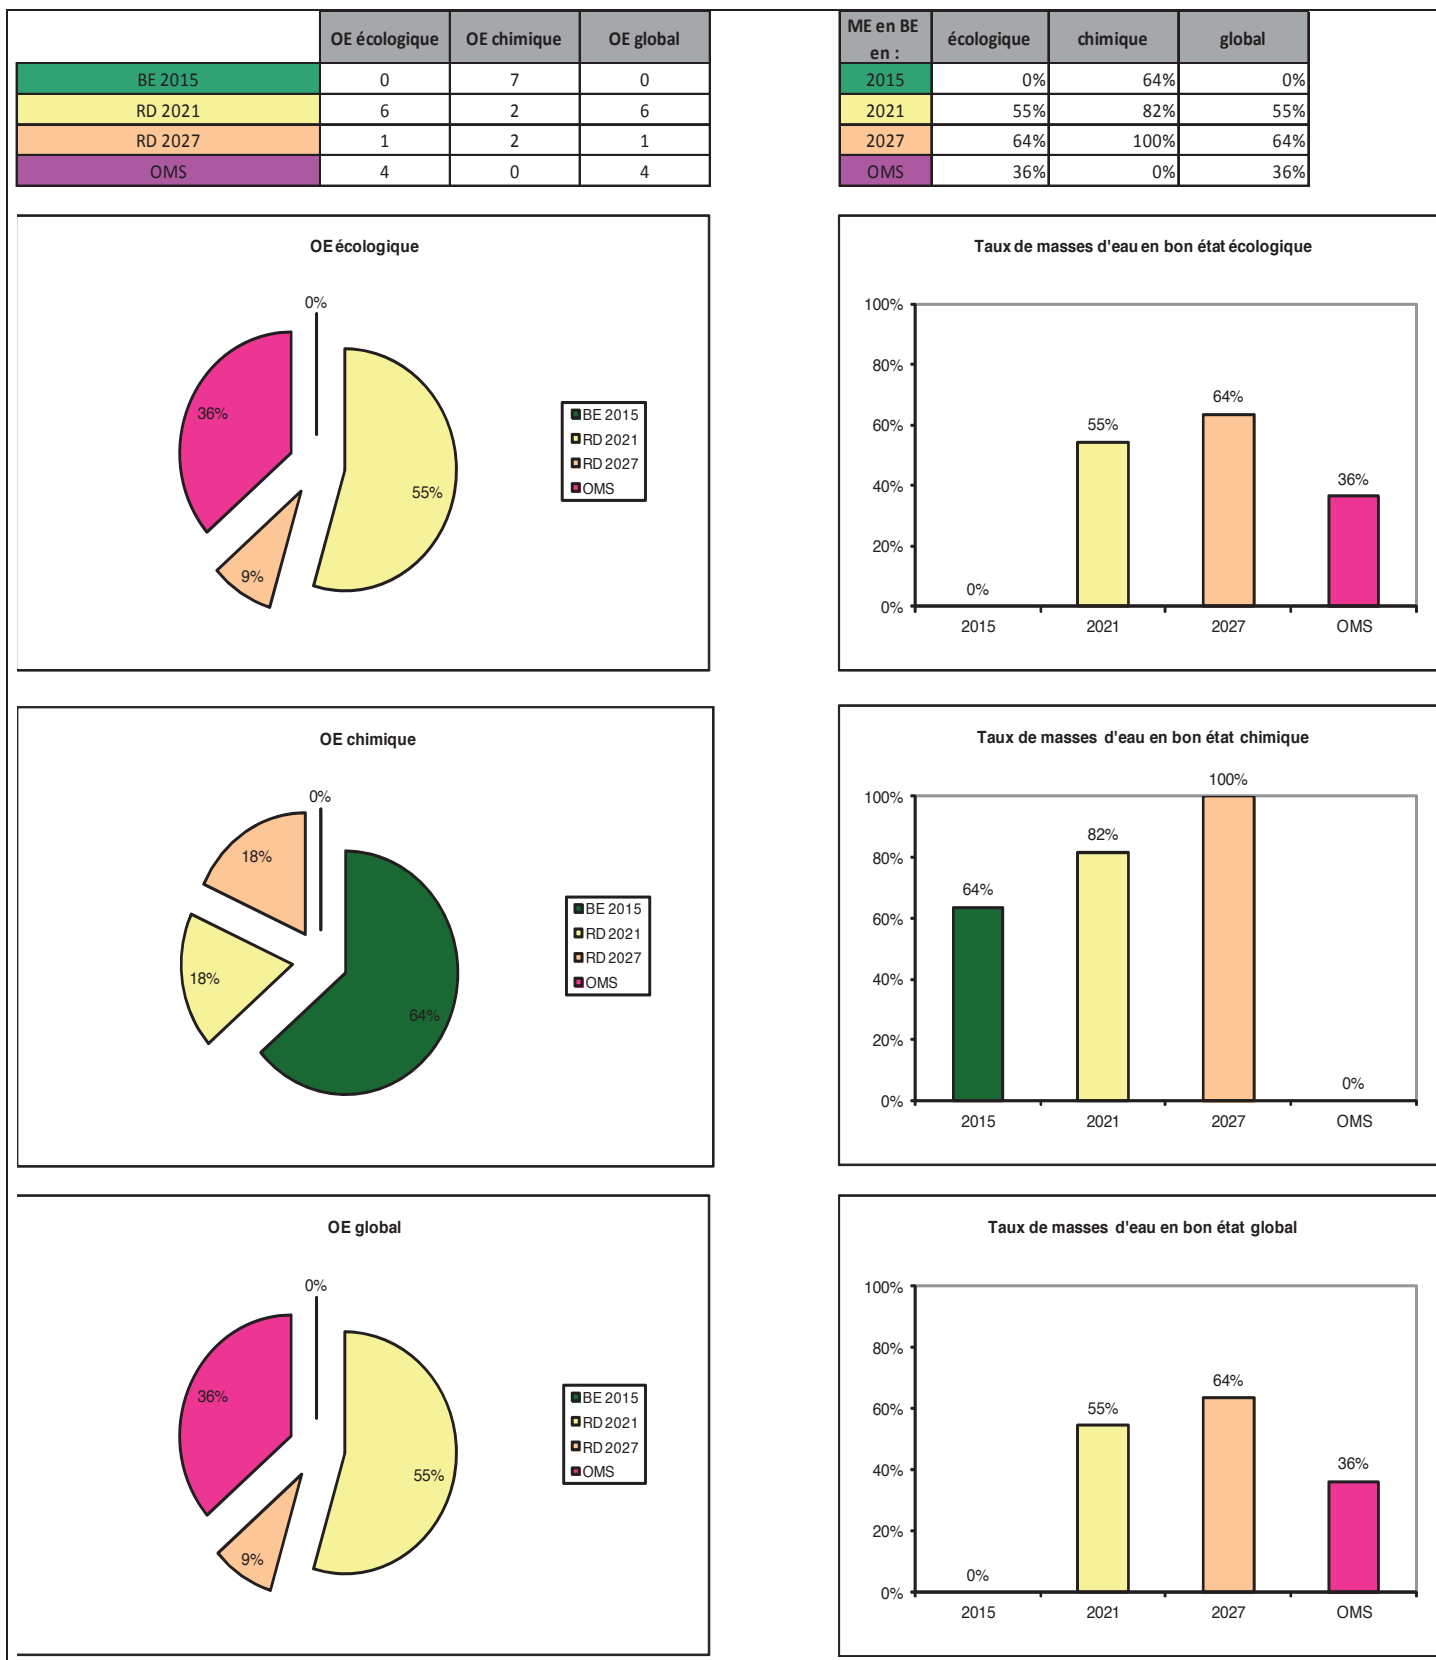 OE écologique OE chimique OE global
BE 2015 0 7 0
RD 2021 6 2 6
RD 2027 1 2 1
OMS 4 0 4
ME en BE en : écologique chimique global
2015 0% 64% 0%
2021 55% 82% 55%
2027 64% 100% 64%
OMS 36% 0% 36%
OE écologique
0%
36%
55%
9%
BE 2015
RD 2021
RD 2027
OMS
Taux de masses d'eau en bon état écologique
100%
80%
60%
40%
20%
0%
0%
55%
64%
36%
2015 2021 2027 OMS
OE chimique
0%
18%
18%
64%
BE 2015
RD 2021
RD 2027
OMS
Taux de masses d'eau en bon état chimique
100%
80%
60%
40%
20%
0%
64%
82%
100%
0%
2015 2021 2027 OMS
OE global
0%
36%
55%
9%
BE 2015
RD 2021
RD 2027
OMS
Taux de masses d'eau en bon état global
100%
80%
60%
40%
20%
0%
0%
55%
64%
36%
2015 2021 2027 OMS